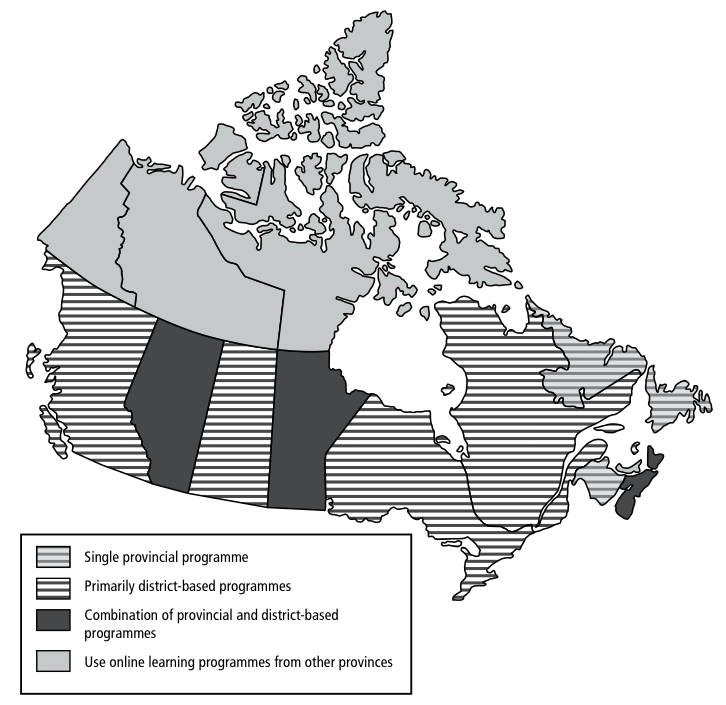 Single provincial programme
Primarily district-based programmes
Combination of provincial and district-based
programmes
Use online learning programmes from other provinces